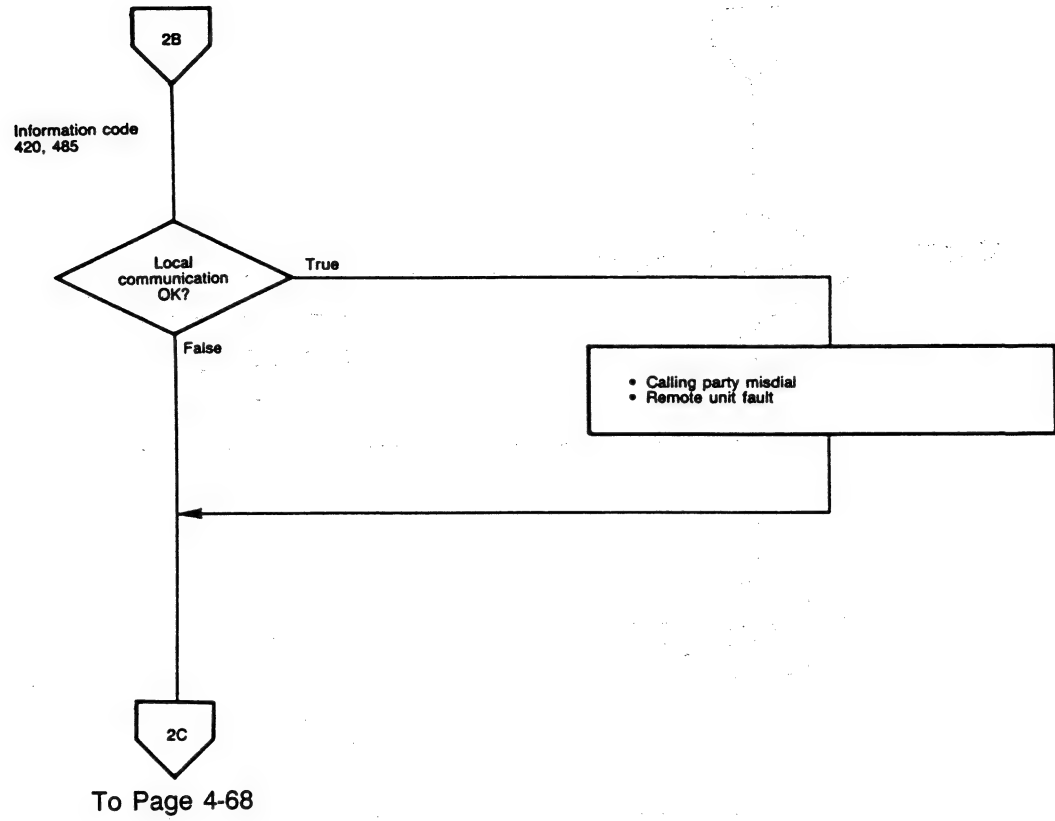 2B
Information code
420, 485
Local
communication
OK?
True
False
• Calling party misdial
• Remote unit fault
2C
To Page 4-68